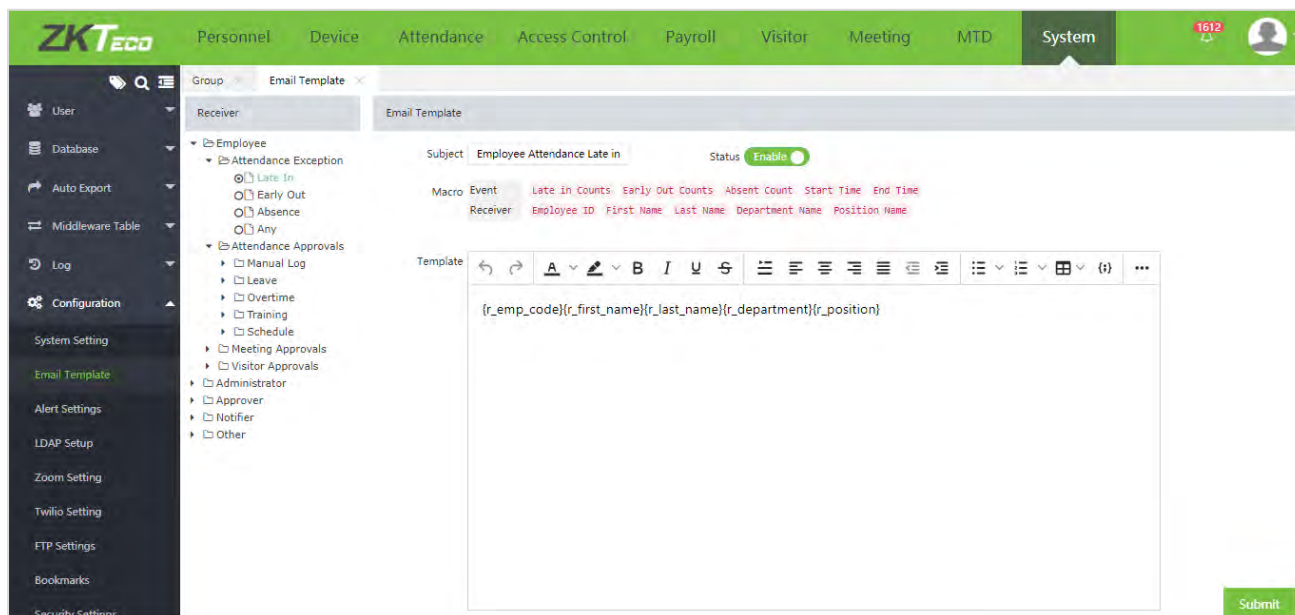 ZKTECO
Personnel Device Attendance Access Control Payroll Visitor Meeting MTD System 1612
Group Email Template
User
Database
Auto Export
Middleware Table
Log
Configuration
System Setting
Email Template
Alert Settings
LDAP Setup
Zoom Setting
Twilio Setting
FTP Settings
Bookmarks
Security Settings
Receiver
Employee
Attendance Exception
Late In
Early Out
Absence
Any
Attendance Approvals
Manual Log
Leave
Overtime
Training
Schedule
Meeting Approvals
Visitor Approvals
Administrator
Approver
Notifier
Other
Email Template
Subject Employee Attendance Late in Status Enable
Macro Event Late in Counts Early Out Counts Absent Count Start Time End Time
Receiver Employee ID First Name Last Name Department Name Position Name
Template
A B I U S
{r_emp_code}{r_first_name}{r_last_name}{r_department}{r_position}
Submit